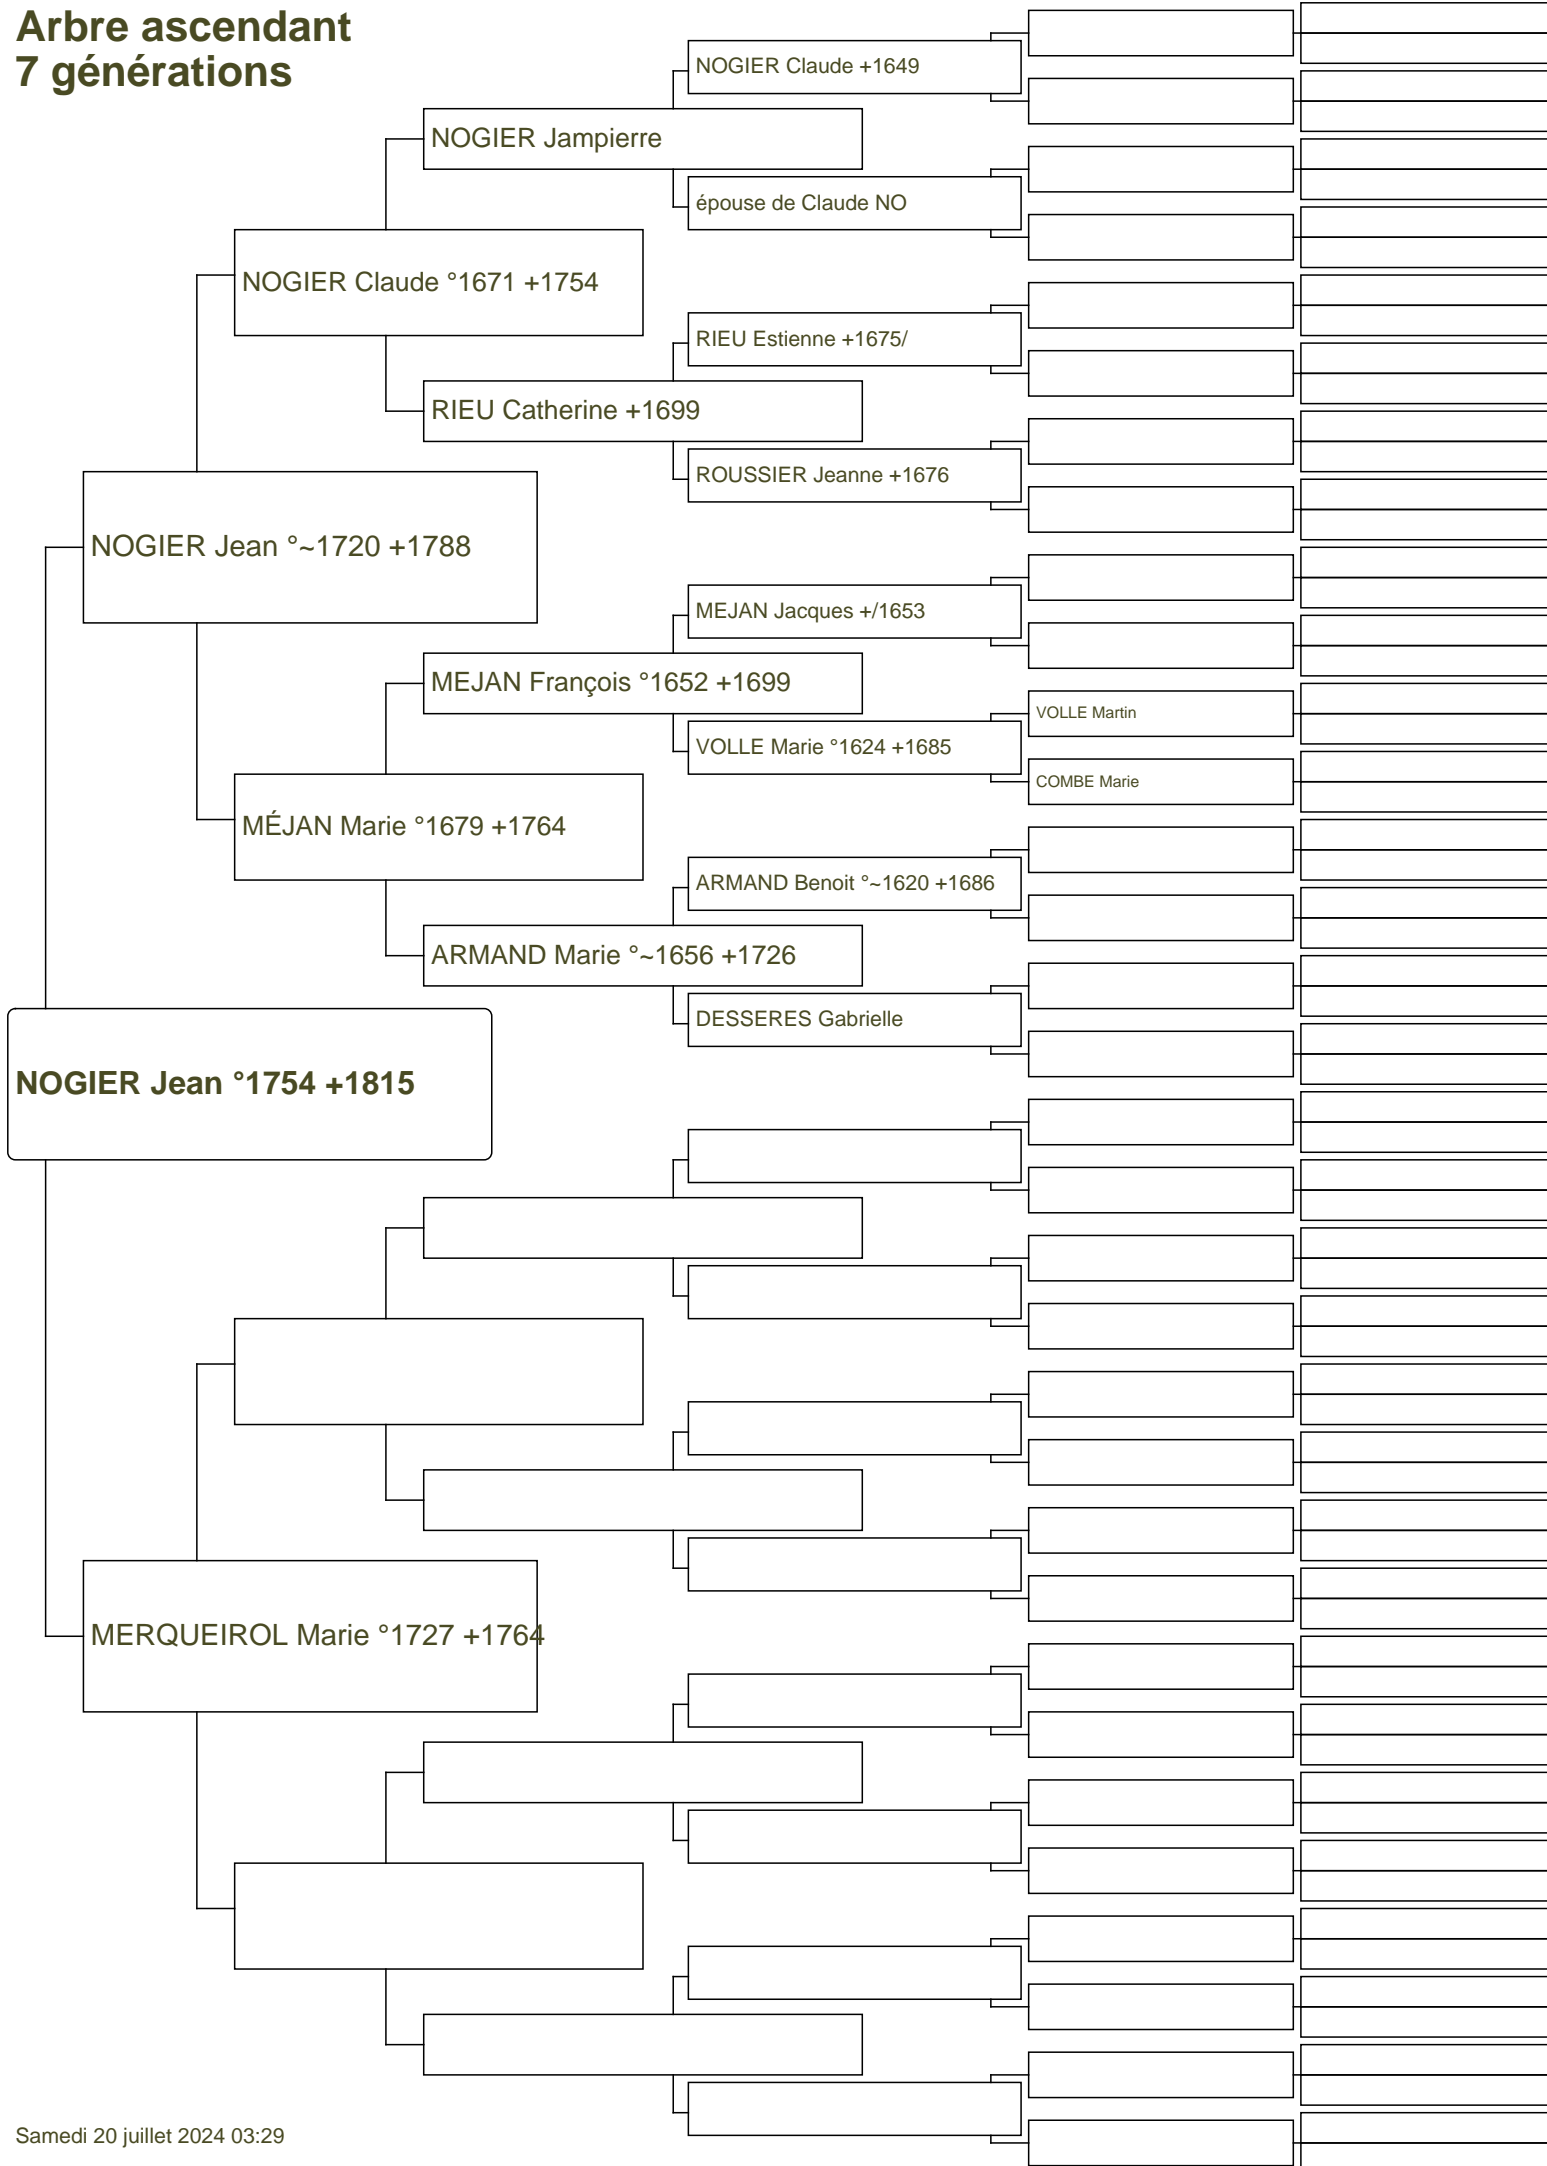 Arbre ascendant
7 générations
NOGIER Claude +1649
NOGIER Jampierre
épouse de Claude NO
NOGIER Claude °1671 +1754
RIEU Estienne +1675/
RIEU Catherine +1699
ROUSSIER Jeanne +1676
NOGIER Jean °~1720 +1788
MEJAN Jacques +/1653
MEJAN François °1652 +1699
VOLLE Martin
VOLLE Marie °1624 +1685
COMBE Marie
MÉJAN Marie °1679 +1764
ARMAND Benoit °~1620 +1686
ARMAND Marie °~1656 +1726
DESSERES Gabrielle
NOGIER Jean °1754 +1815
MERQUEIROL Marie °1727 +1764
Samedi 20 juillet 2024 03:29